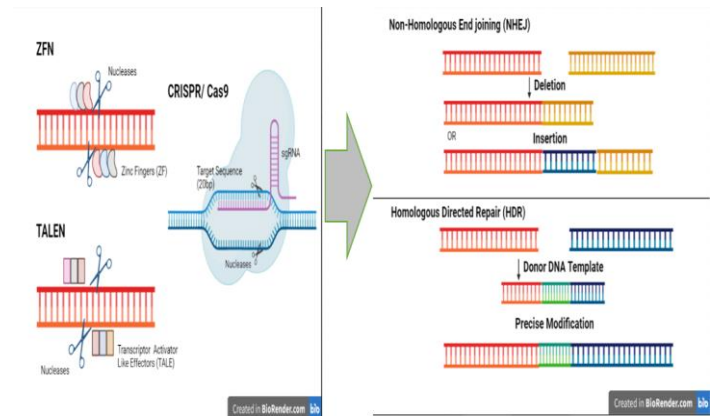 ZFN
Nucleases
Zinc Fingers (ZF)
CRISPR/ Cas9
sgRNA
Target Sequence
(20bp)
Nucleases
TALEN
Transcriptor Activator
Like Effectors (TALE)
Nucleases
Created in BioRender.com bio
Non-Homologous End joining (NHEJ)
Deletion
OR
Insertion
Homologous Directed Repair (HDR)
Donor DNA Template
Precise Modification
Created in BioRender.com bio